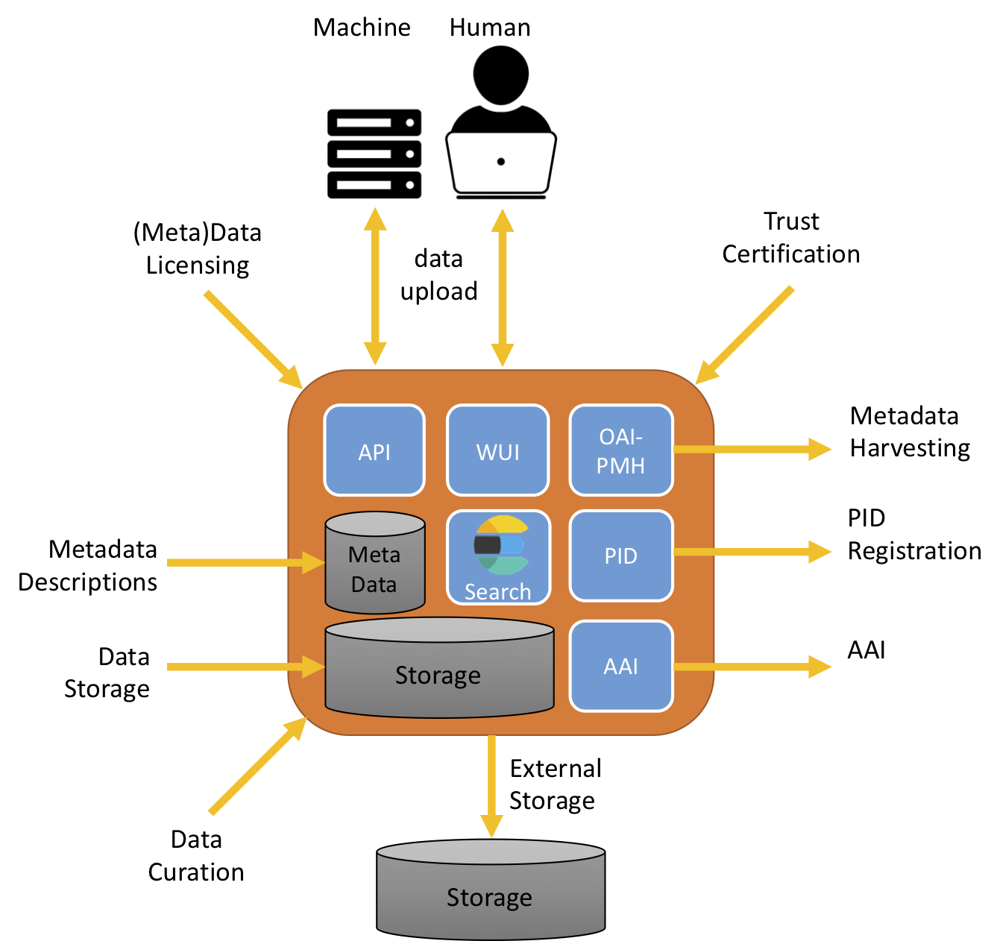 Machine
Human
(Meta)Data
Licensing
data
upload
Trust
Certification
API
WUI
OAI-
PMH
Metadata
Harvesting
Meta
Data
Search
PID
PID
Registration
Metadata
Descriptions
Storage
AAI
AAI
Data
Storage
External
Storage
Data
Curation
Storage